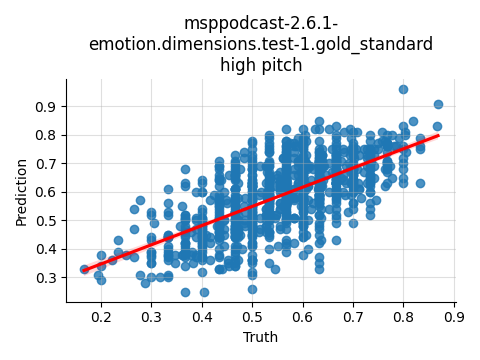 msppodcast-2.6.1-
emotion.dimensions.test-1.gold_standard
high pitch
0.9
0.8
0.7
0.6
0.5
0.4
0.3
Prediction
0.2 0.3 0.4 0.5 0.6 0.7 0.8 0.9
Truth